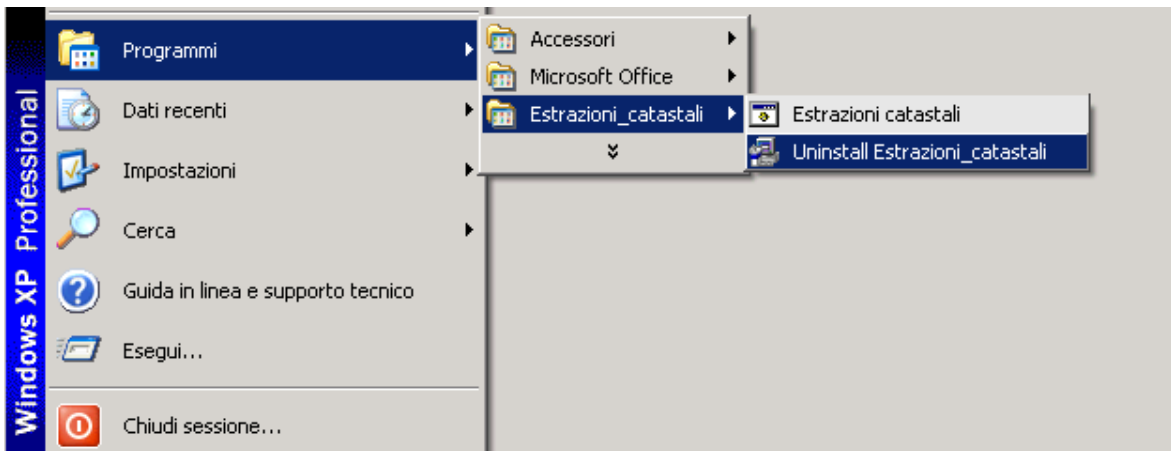 Windows XP Professional
Programmi
Dati recenti
Impostazioni
Cerca
Guida in linea e supporto tecnico
Esegui...
Chiudi sessione...
Accessori
Microsoft Office
Estrazioni_catastali
Estrazioni catastali
Uninstall Estrazioni_catastali